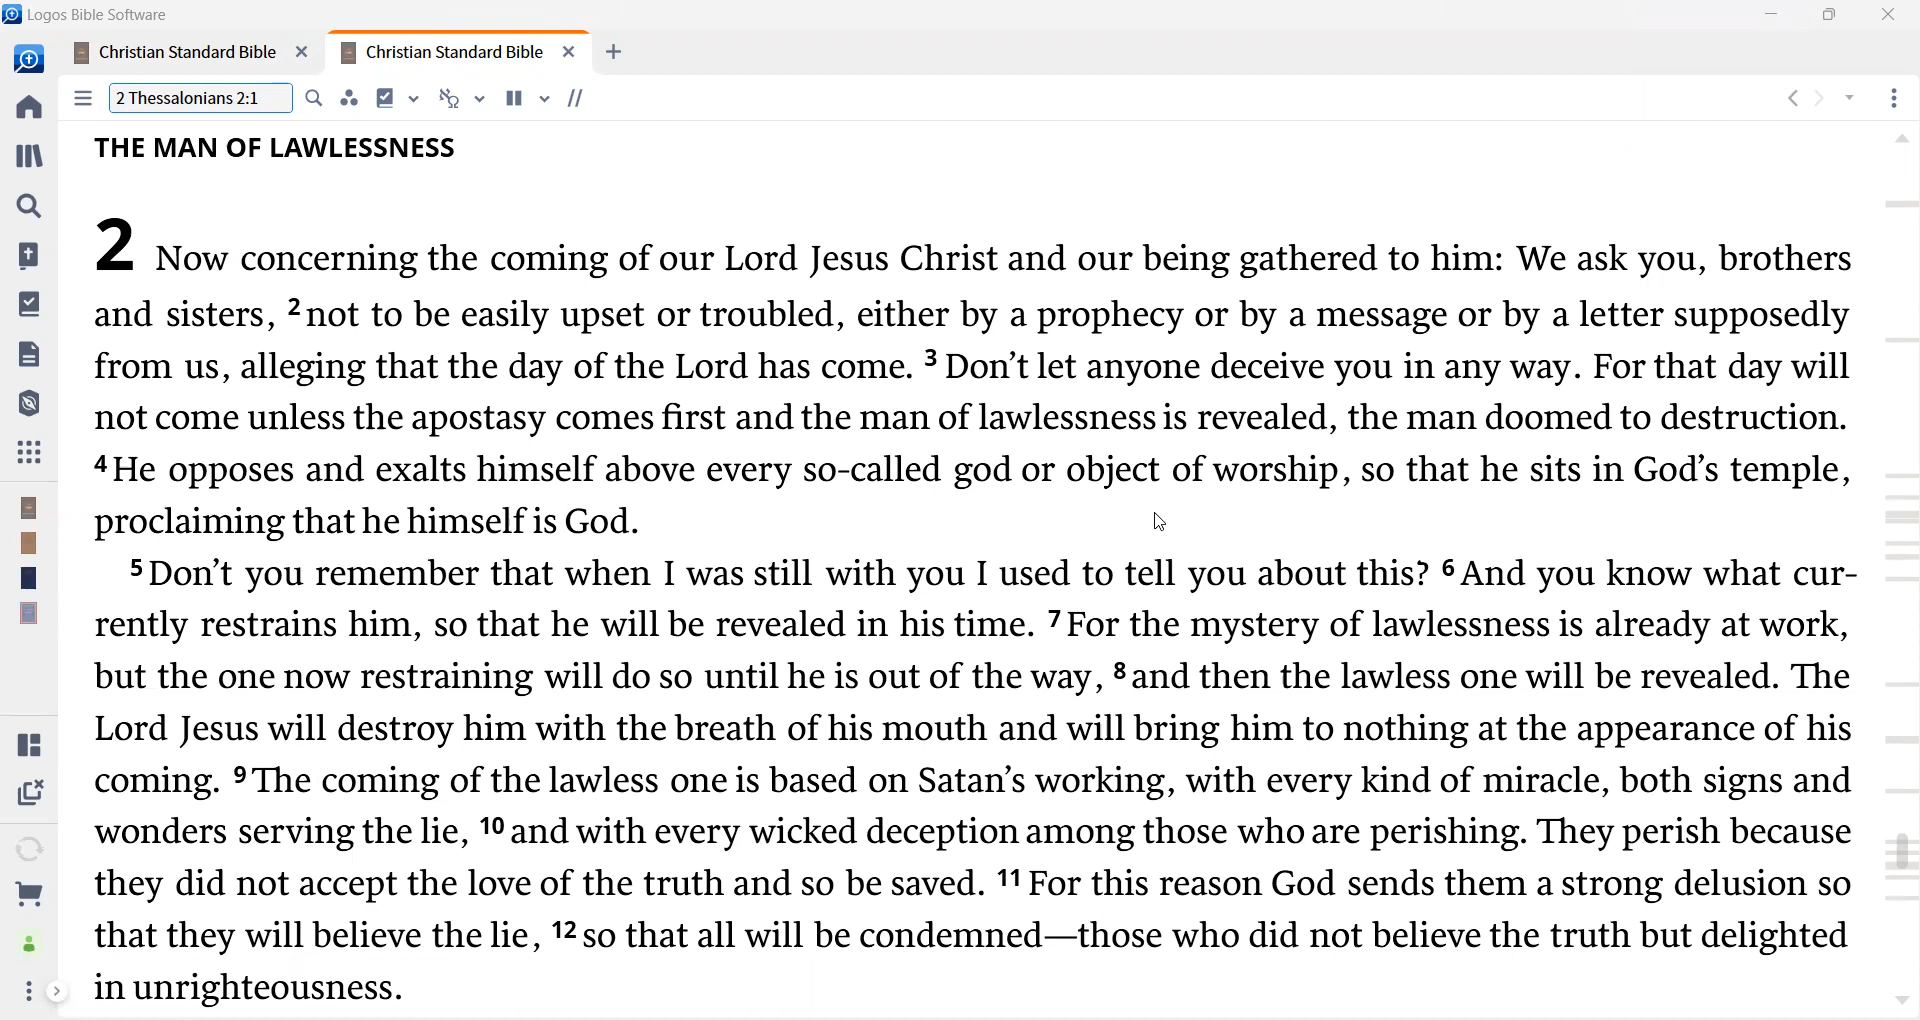 Logos Bible Software
Christian Standard Bible
Christian Standard Bible
2 Thessalonians 2:1
THE MAN OF LAWLESSNESS
2 Now concerning the coming of our Lord Jesus Christ and our being gathered to him: We ask you, brothers
and sisters, 2 not to be easily upset or troubled, either by a prophecy or by a message or by a letter supposedly
from us, alleging that the day of the Lord has come. 3 Don’t let anyone deceive you in any way. For that day will
not come unless the apostasy comes first and the man of lawlessness is revealed, the man doomed to destruction.
4 He opposes and exalts himself above every so-called god or object of worship, so that he sits in God’s temple,
proclaiming that he himself is God.
5 Don’t you remember that when I was still with you I used to tell you about this? 6 And you know what cur-
rently restrains him, so that he will be revealed in his time. 7 For the mystery of lawlessness is already at work,
but the one now restraining will do so until he is out of the way, 8 and then the lawless one will be revealed. The
Lord Jesus will destroy him with the breath of his mouth and will bring him to nothing at the appearance of his
coming. 9 The coming of the lawless one is based on Satan’s working, with every kind of miracle, both signs and
wonders serving the lie, 10 and with every wicked deception among those who are perishing. They perish because
they did not accept the love of the truth and so be saved. 11 For this reason God sends them a strong delusion so
that they will believe the lie, 12 so that all will be condemned—those who did not believe the truth but delighted
in unrighteousness.